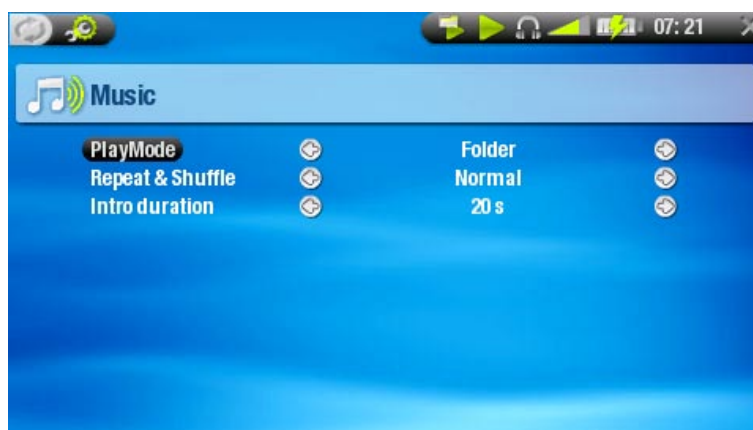 07:21
Music
PlayMode Folder
Repeat & Shuffle Normal
Intro duration 20 s